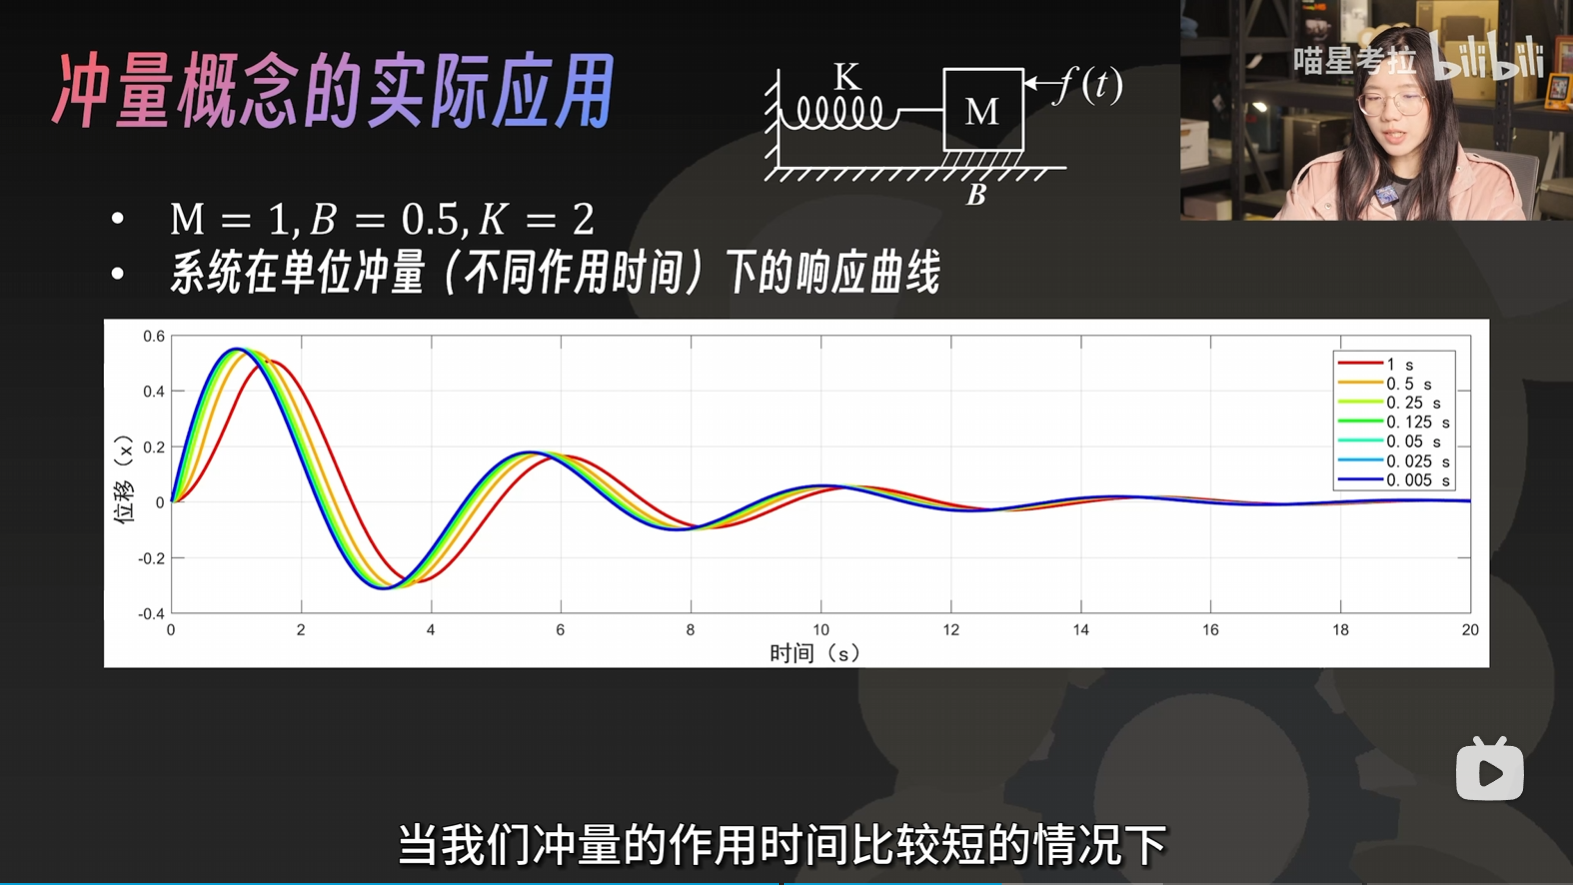 冲量概念的实际应用
K
M
f(t)
B
喵星考拉 bilibili
• M = 1, B = 0.5, K = 2
• 系统在单位冲量（不同作用时间）下的响应曲线
0.6
0.4
0.2
0
-0.2
-0.4
位移（x）
1 s
0.5 s
0.25 s
0.125 s
0.05 s
0.025 s
0.005 s
0 2 4 6 8 10 12 14 16 18 20
时间（s）
当我们冲量的作用时间比较短的情况下